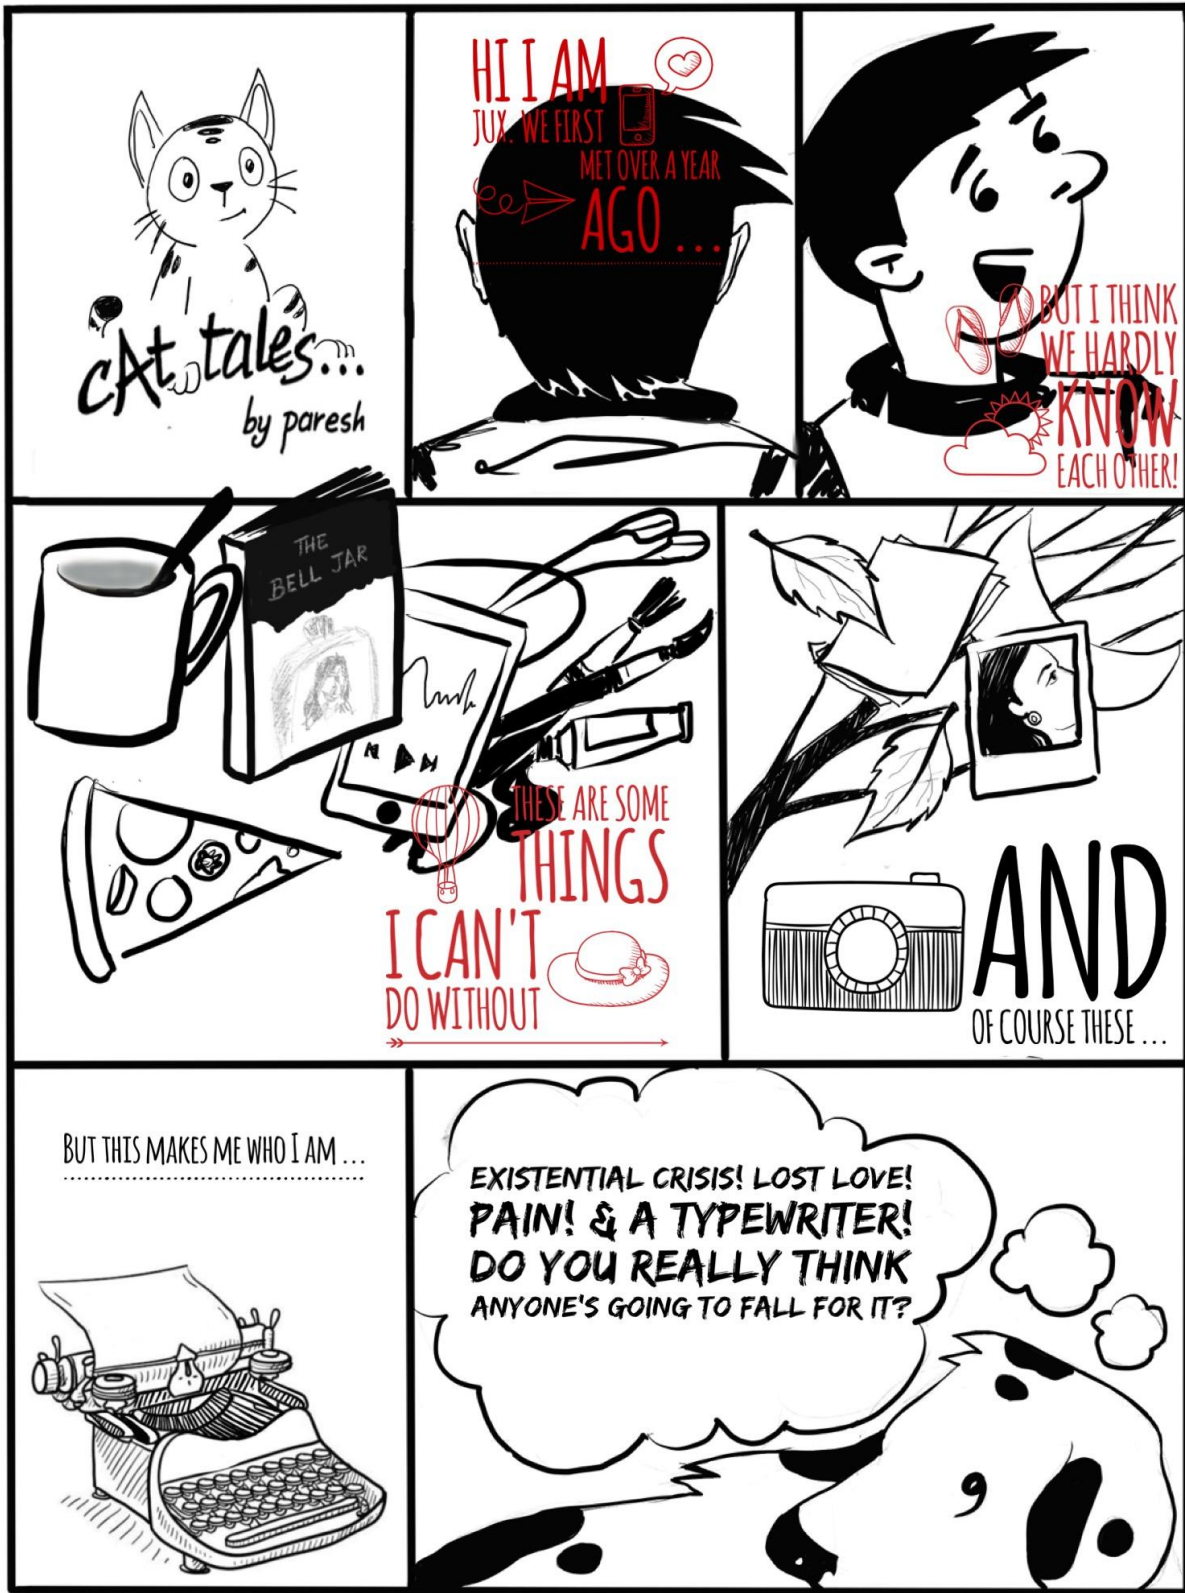 cAt tales...
by paresh
HI I AM
JUX. WE FIRST
MET OVER A YEAR
AGO ...
BUT I THINK
WE HARDLY
KNOW
EACH OTHER!
THE
BELL JAR
THESE ARE SOME
THINGS
I CAN'T
DO WITHOUT
AND
OF COURSE THESE ...
BUT THIS MAKES ME WHO I AM ...
EXISTENTIAL CRISIS! LOST LOVE!
PAIN! & A TYPEWRITER!
DO YOU REALLY THINK
ANYONE'S GOING TO FALL FOR IT?